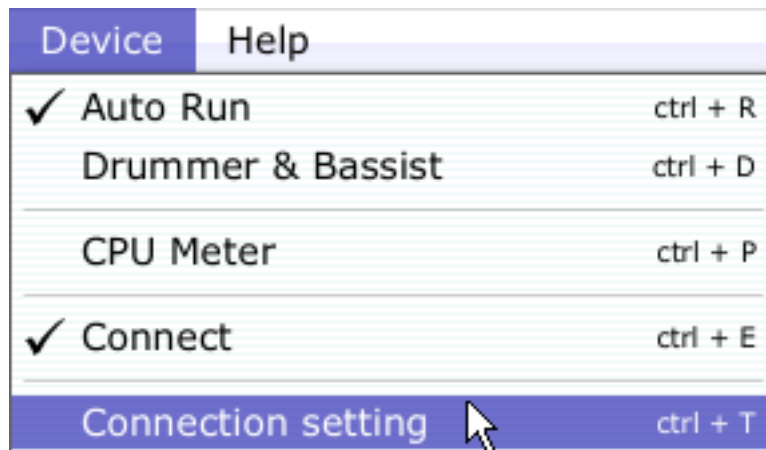 Device Help
✓ Auto Run ctrl + R
Drummer & Bassist ctrl + D
CPU Meter ctrl + P
✓ Connect ctrl + E
Connection setting ctrl + T